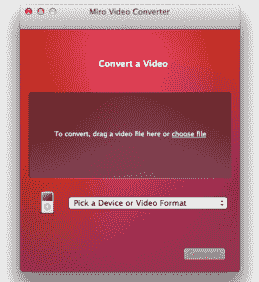 Miro Video Converter
Convert a Video
To convert, drag a video file here or choose file
Pick a Device or Video Format